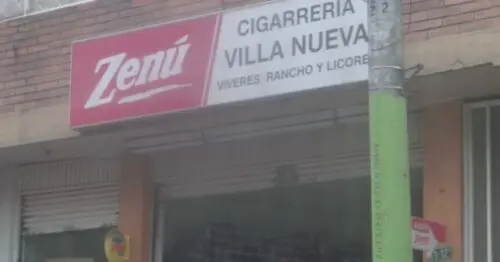 Zenú
CIGARRERIA
VILLA NUEVA
VIVERES RANCHO Y LICORE